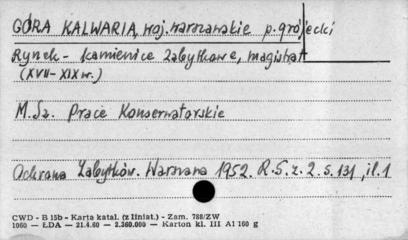 GÓRA KALWARIA, woj. warszawskie p. grójecki
Rynek - kamienice zabytkowe, magistrat
(XVII-XIX w.)
M.Sz. Prace Konserwatorskie
Ochrona Zabytków. Warszawa 1952. R.5. z. 2. s. 131, il. 1
CWD - B 15b - Karta katal. (z liniat.) - Zam. 788/ZW
1960 — ŁDA — 21.4.60 — 2.360.000 — Karton kl. III A1 160 g